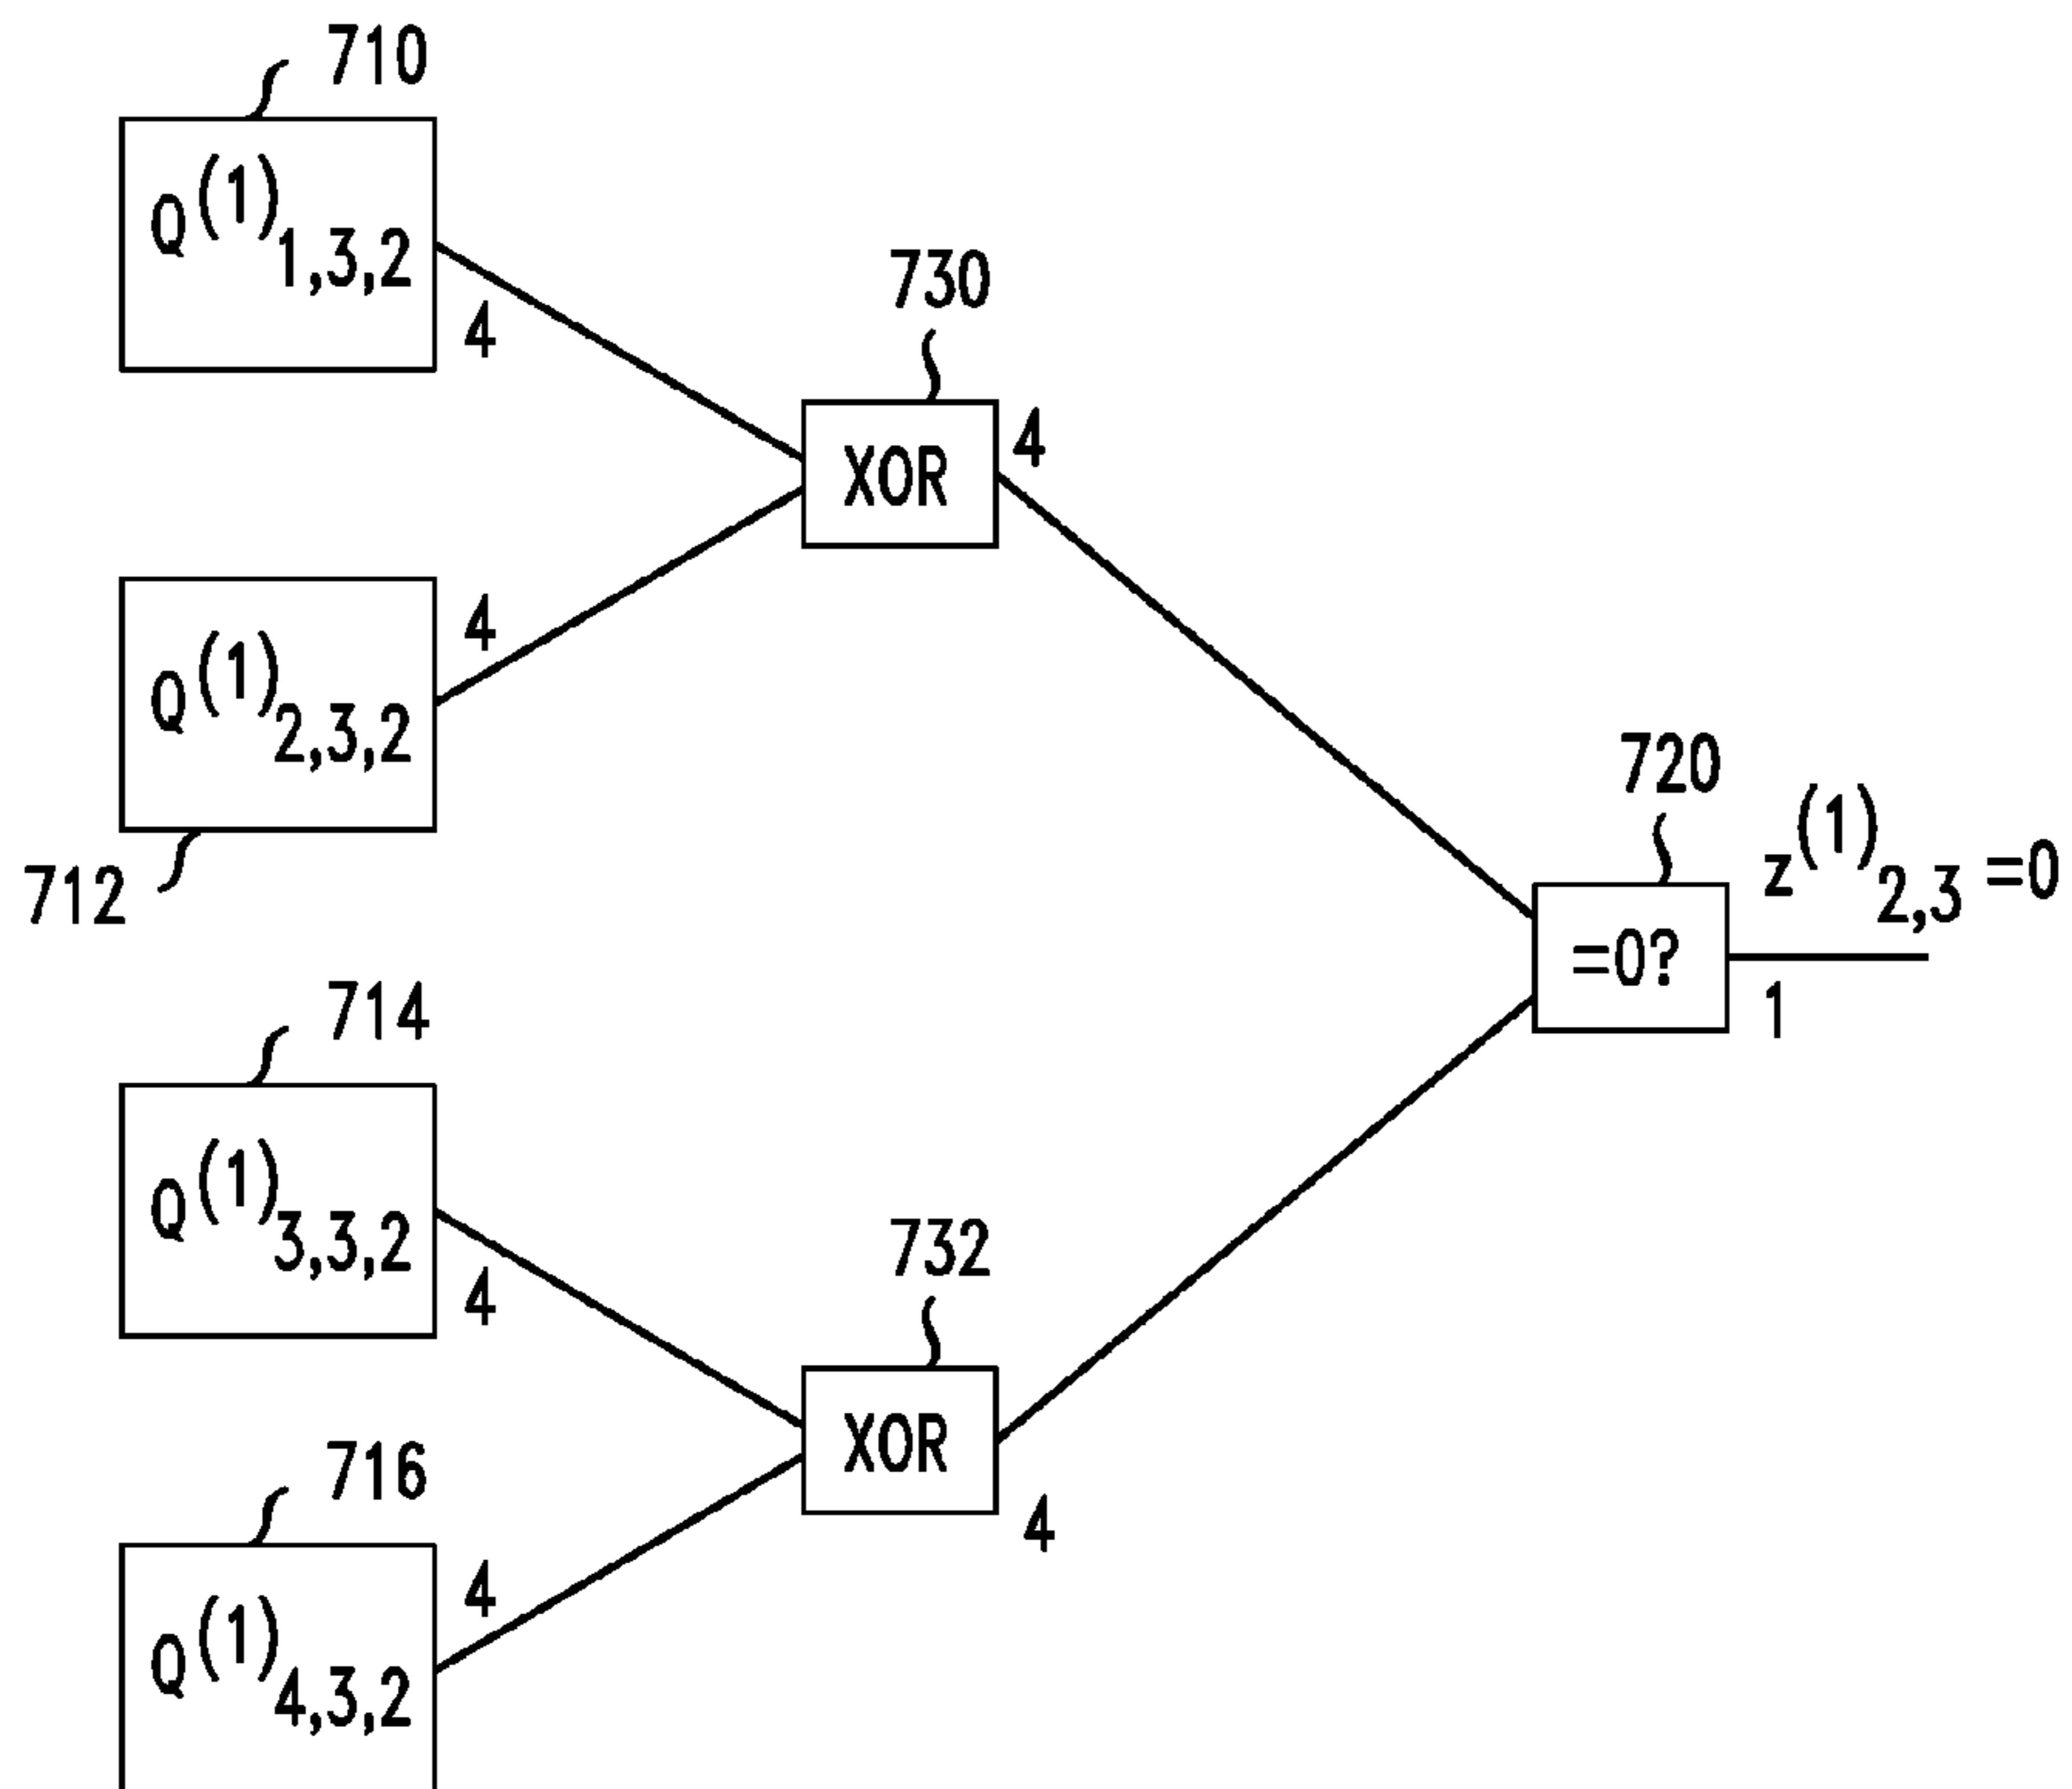 710
Q(1)1,3,2
4
730
XOR
4
4
Q(1)2,3,2
712
720
z(1)2,3 =0
=0?
1
714
Q(1)3,3,2
4
732
XOR
4
716
4
Q(1)4,3,2